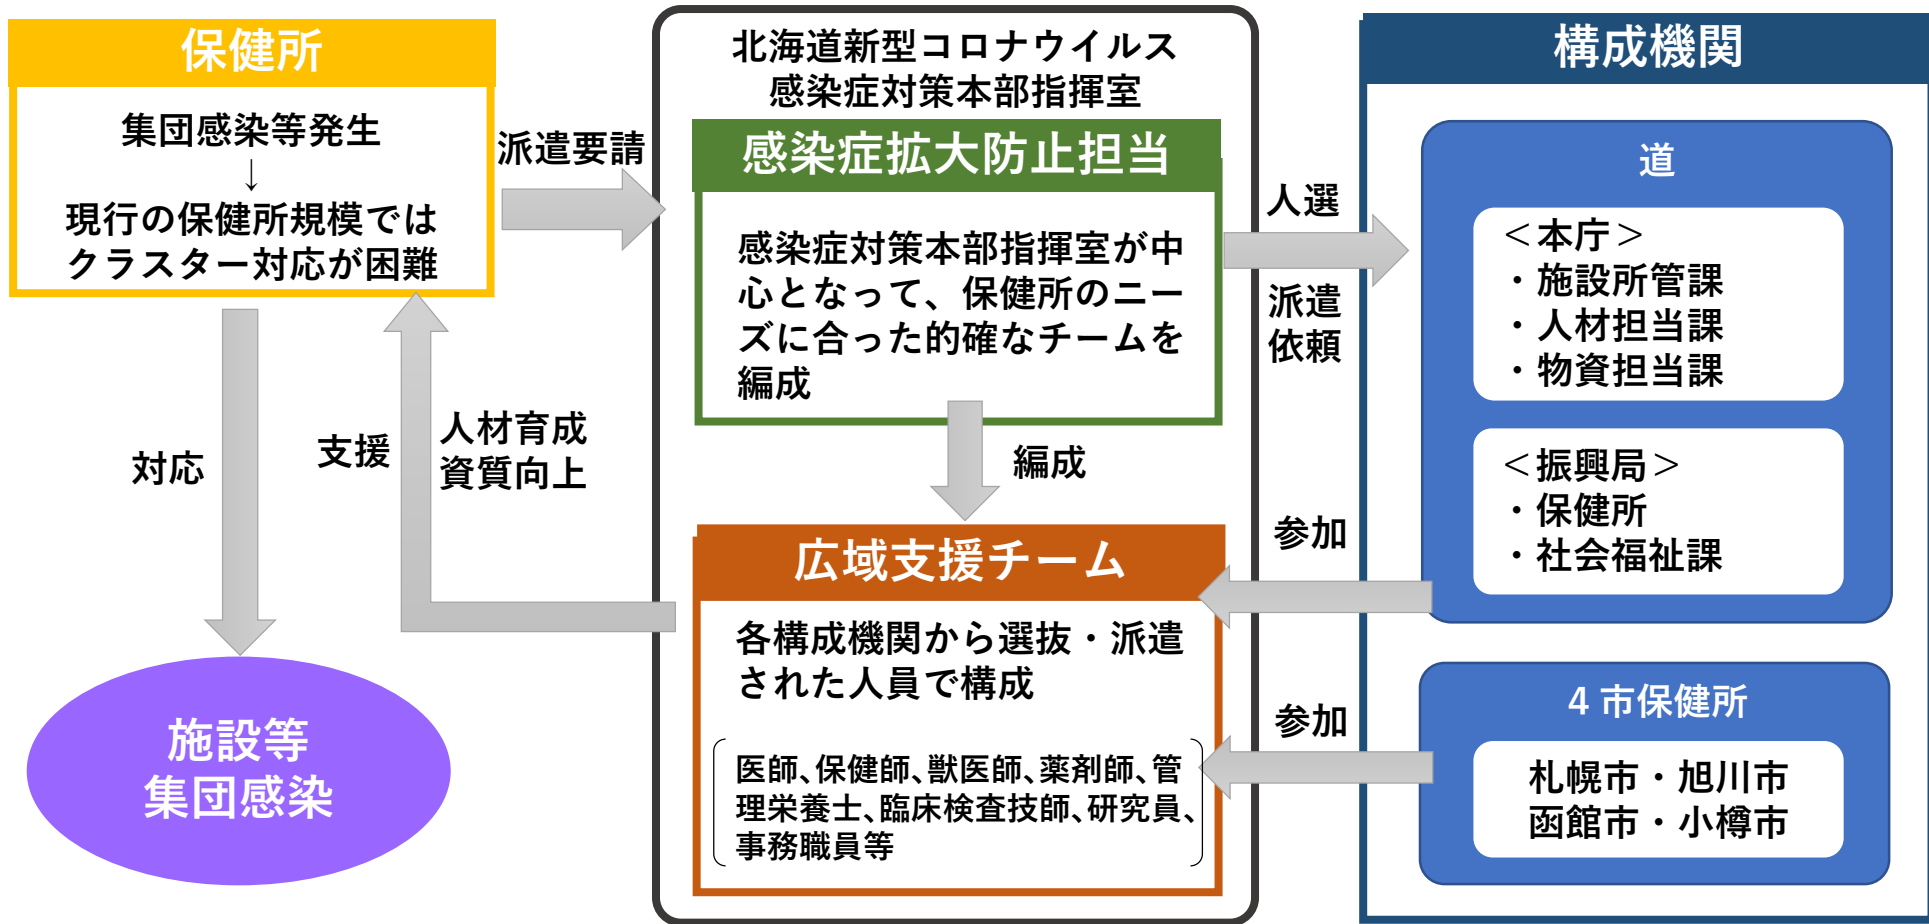 保健所
集団感染等発生
↓
現行の保健所規模では
クラスター対応が困難
派遣要請
対応
支援
人材育成
資質向上
施設等
集団感染
北海道新型コロナウイルス
感染症対策本部指揮室
感染症拡大防止担当
感染症対策本部指揮室が中
心となって、保健所のニー
ズに合った的確なチームを
編成
編成
広域支援チーム
各構成機関から選抜・派遣
された人員で構成
医師、保健師、獣医師、薬剤師、管
理栄養士、臨床検査技師、研究員、
事務職員等
人選
派遣
依頼
参加
参加
構成機関
道
＜本庁＞
・施設所管課
・人材担当課
・物資担当課
＜振興局＞
・保健所
・社会福祉課
４市保健所
札幌市・旭川市
函館市・小樽市